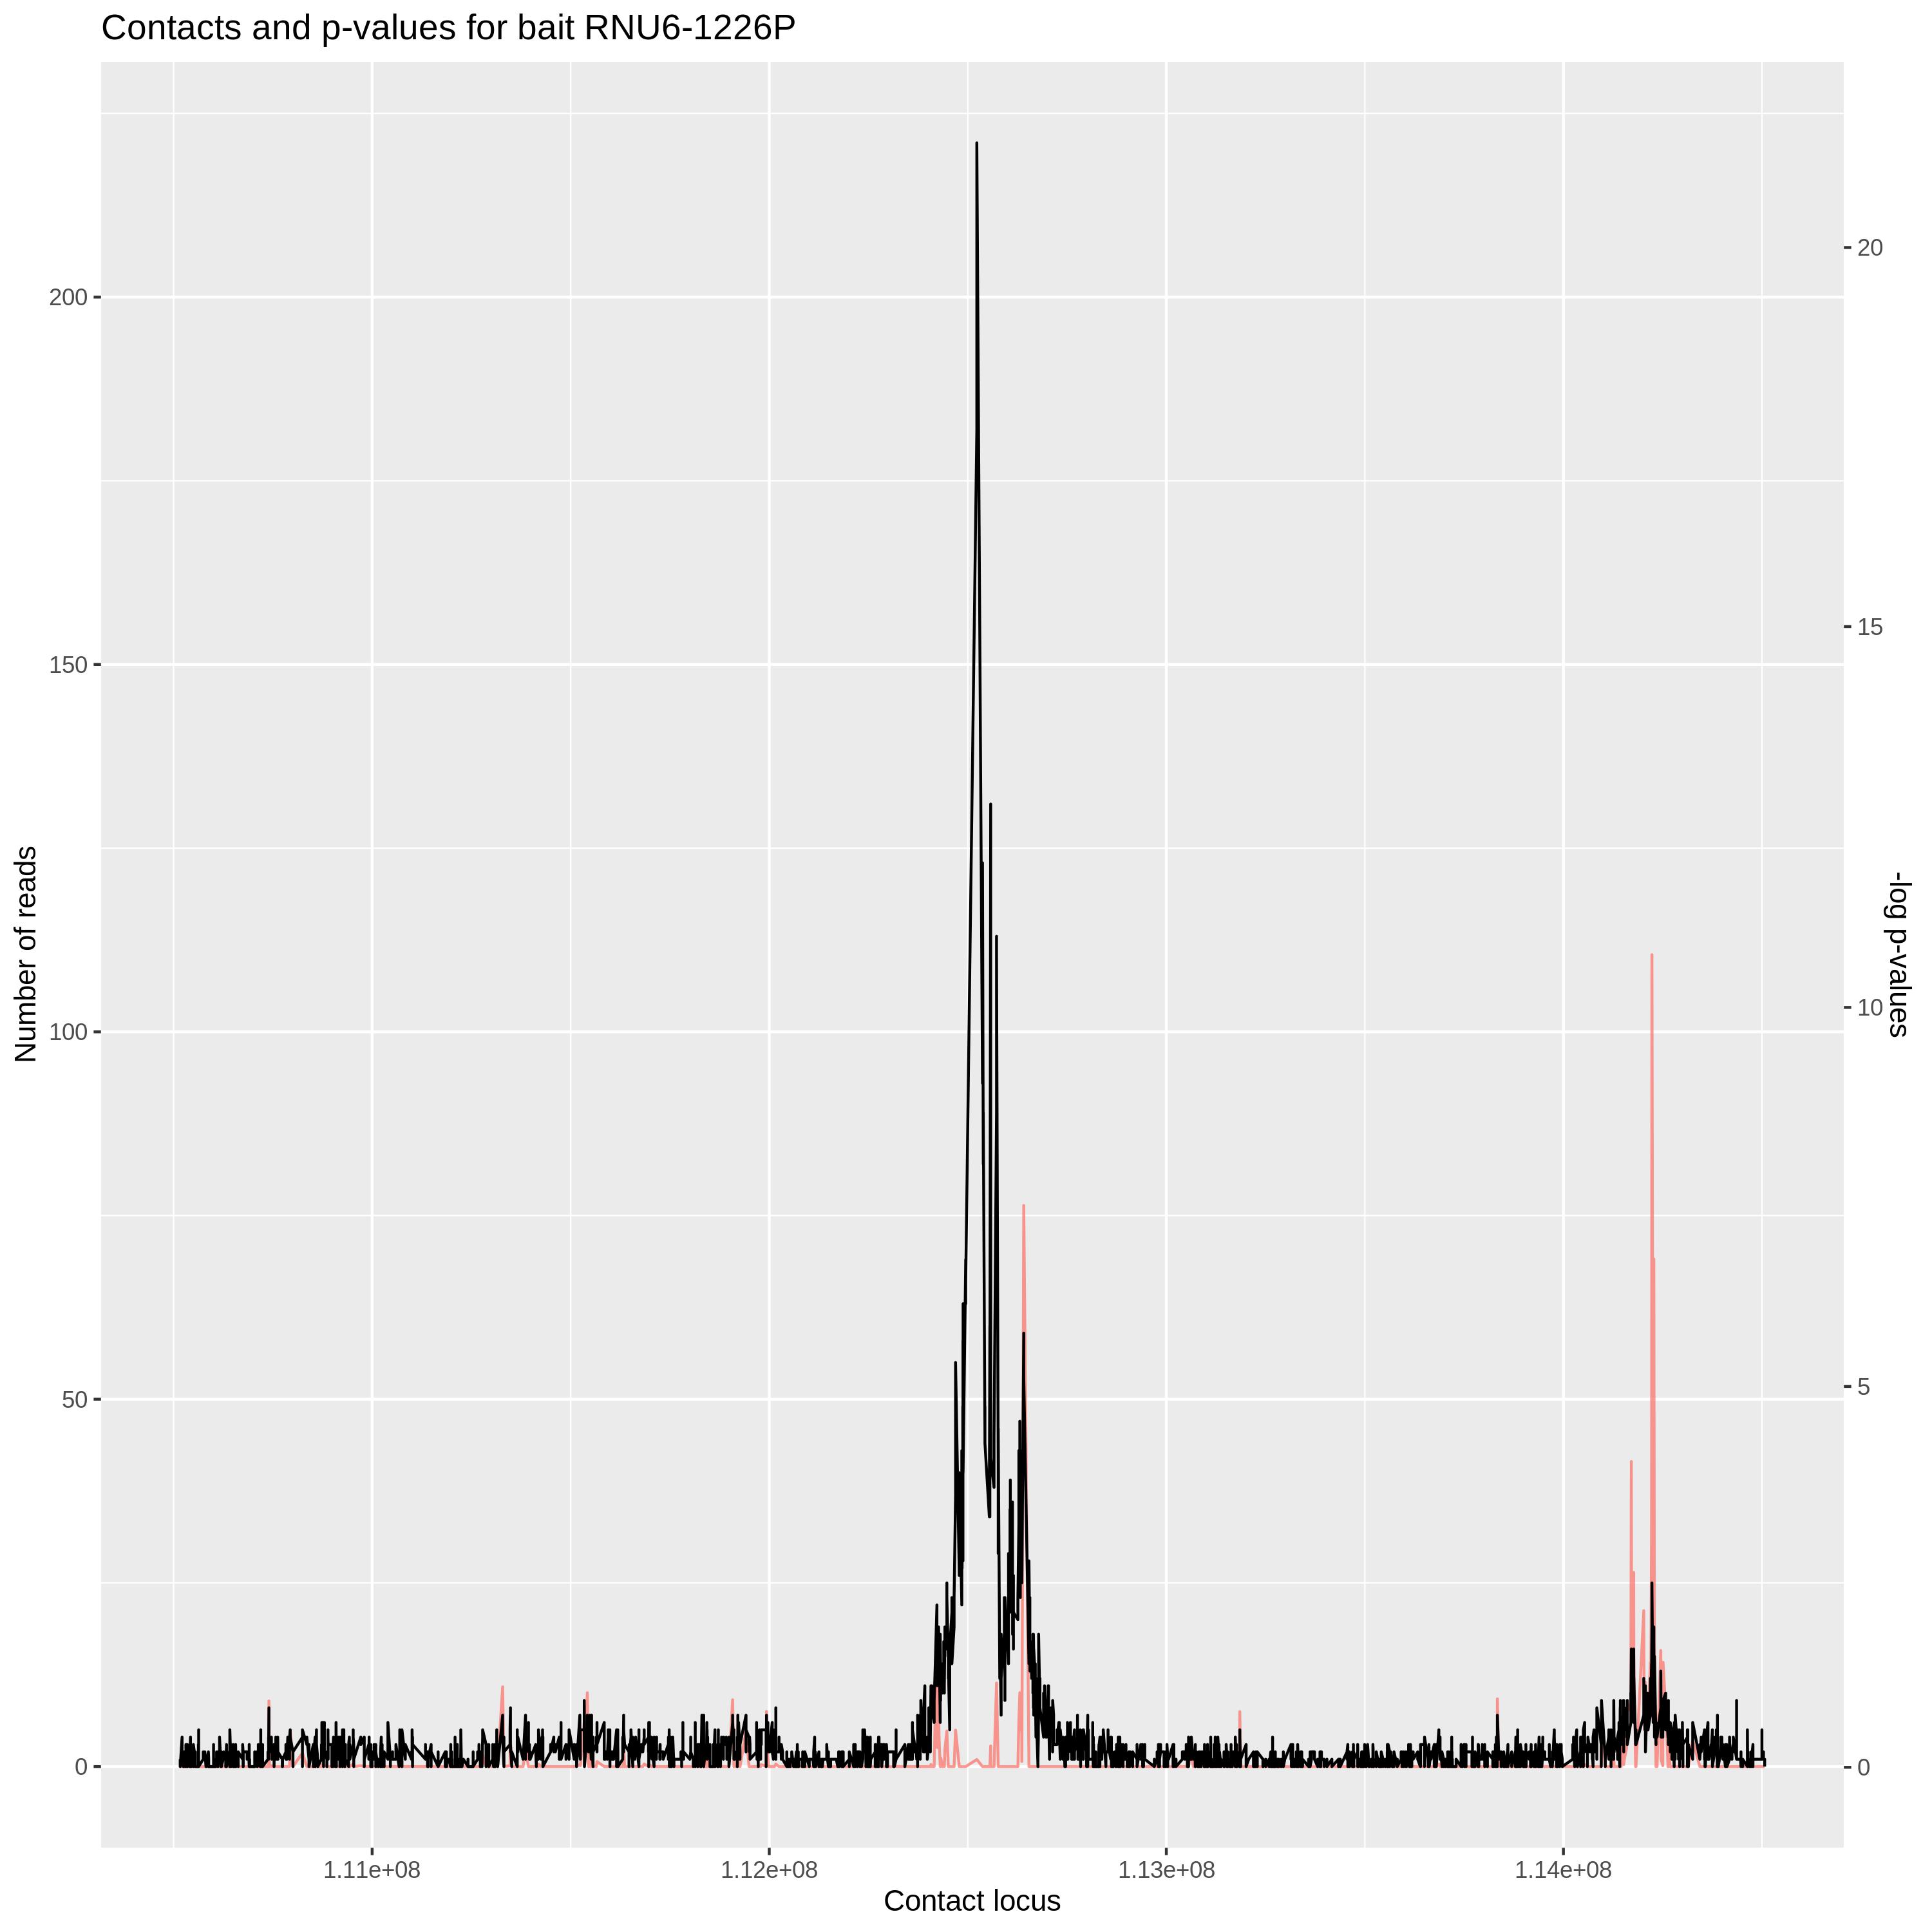 Contacts and p-values for bait RNU6-1226P
Number of reads
200
150
100
50
0
20
15
10
5
0
-log p-values
1.11e+08
1.12e+08
1.13e+08
1.14e+08
Contact locus